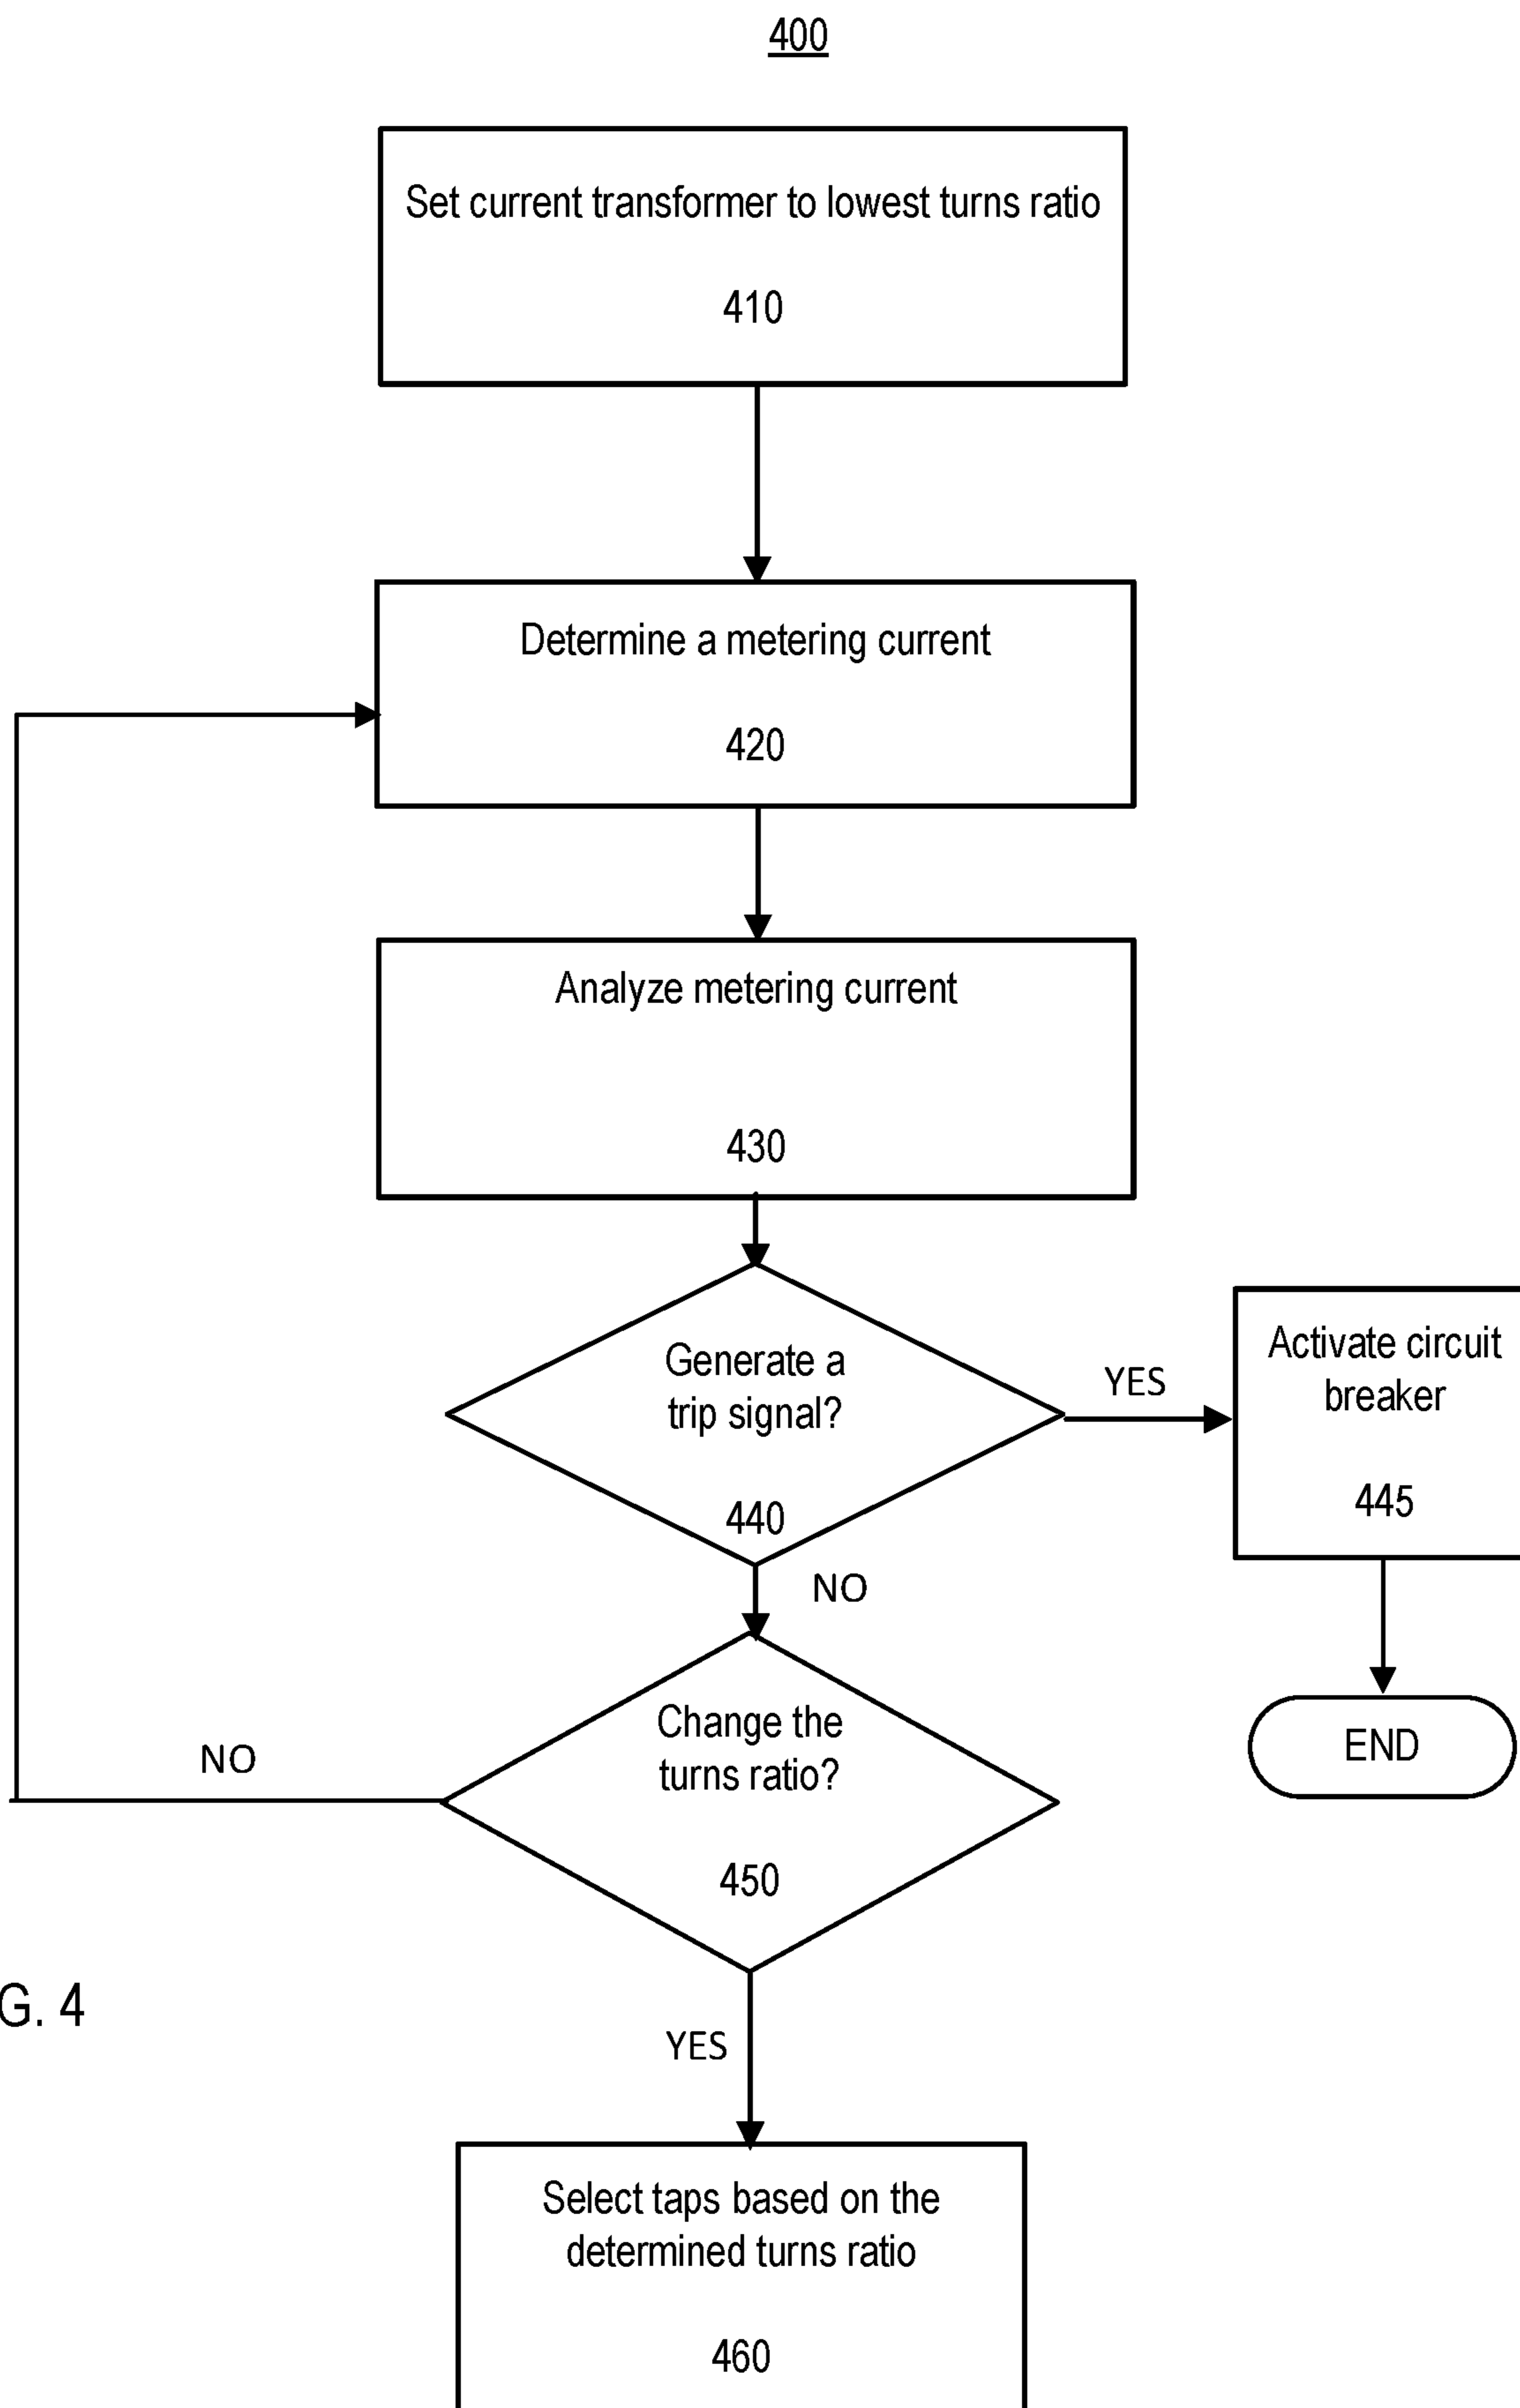 400
Set current transformer to lowest turns ratio
410
Determine a metering current
420
Analyze metering current
430
Generate a
trip signal?
440
YES
Activate circuit
breaker
445
NO
END
Change the
turns ratio?
450
NO
G. 4
YES
Select taps based on the
determined turns ratio
460